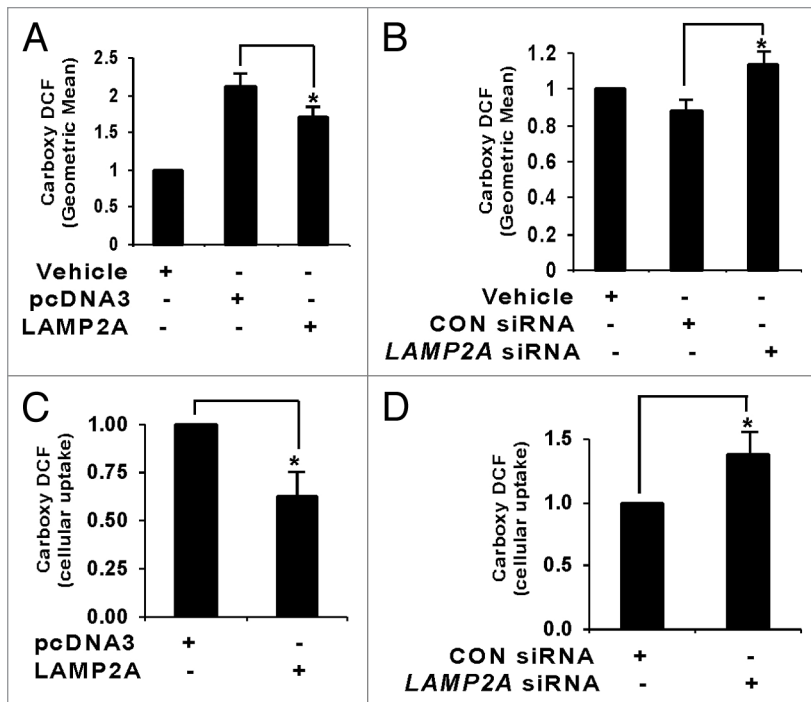 A
Carboxy DCF
(Geometric Mean)
2.5
2
1.5
1
0.5
0
*
Vehicle + - -
pcDNA3 - + -
LAMP2A - - +
B
Carboxy DCF
(Geometric Mean)
1.2
1
0.8
0.6
0.4
0.2
0
*
Vehicle + - -
CON siRNA - + -
LAMP2A siRNA - - +
C
Carboxy DCF
(cellular uptake)
1.00
0.75
0.50
0.25
0.00
*
pcDNA3 + -
LAMP2A - +
D
Carboxy DCF
(cellular uptake)
1.5
1.0
0.5
0.0
*
CON siRNA + -
LAMP2A siRNA - +